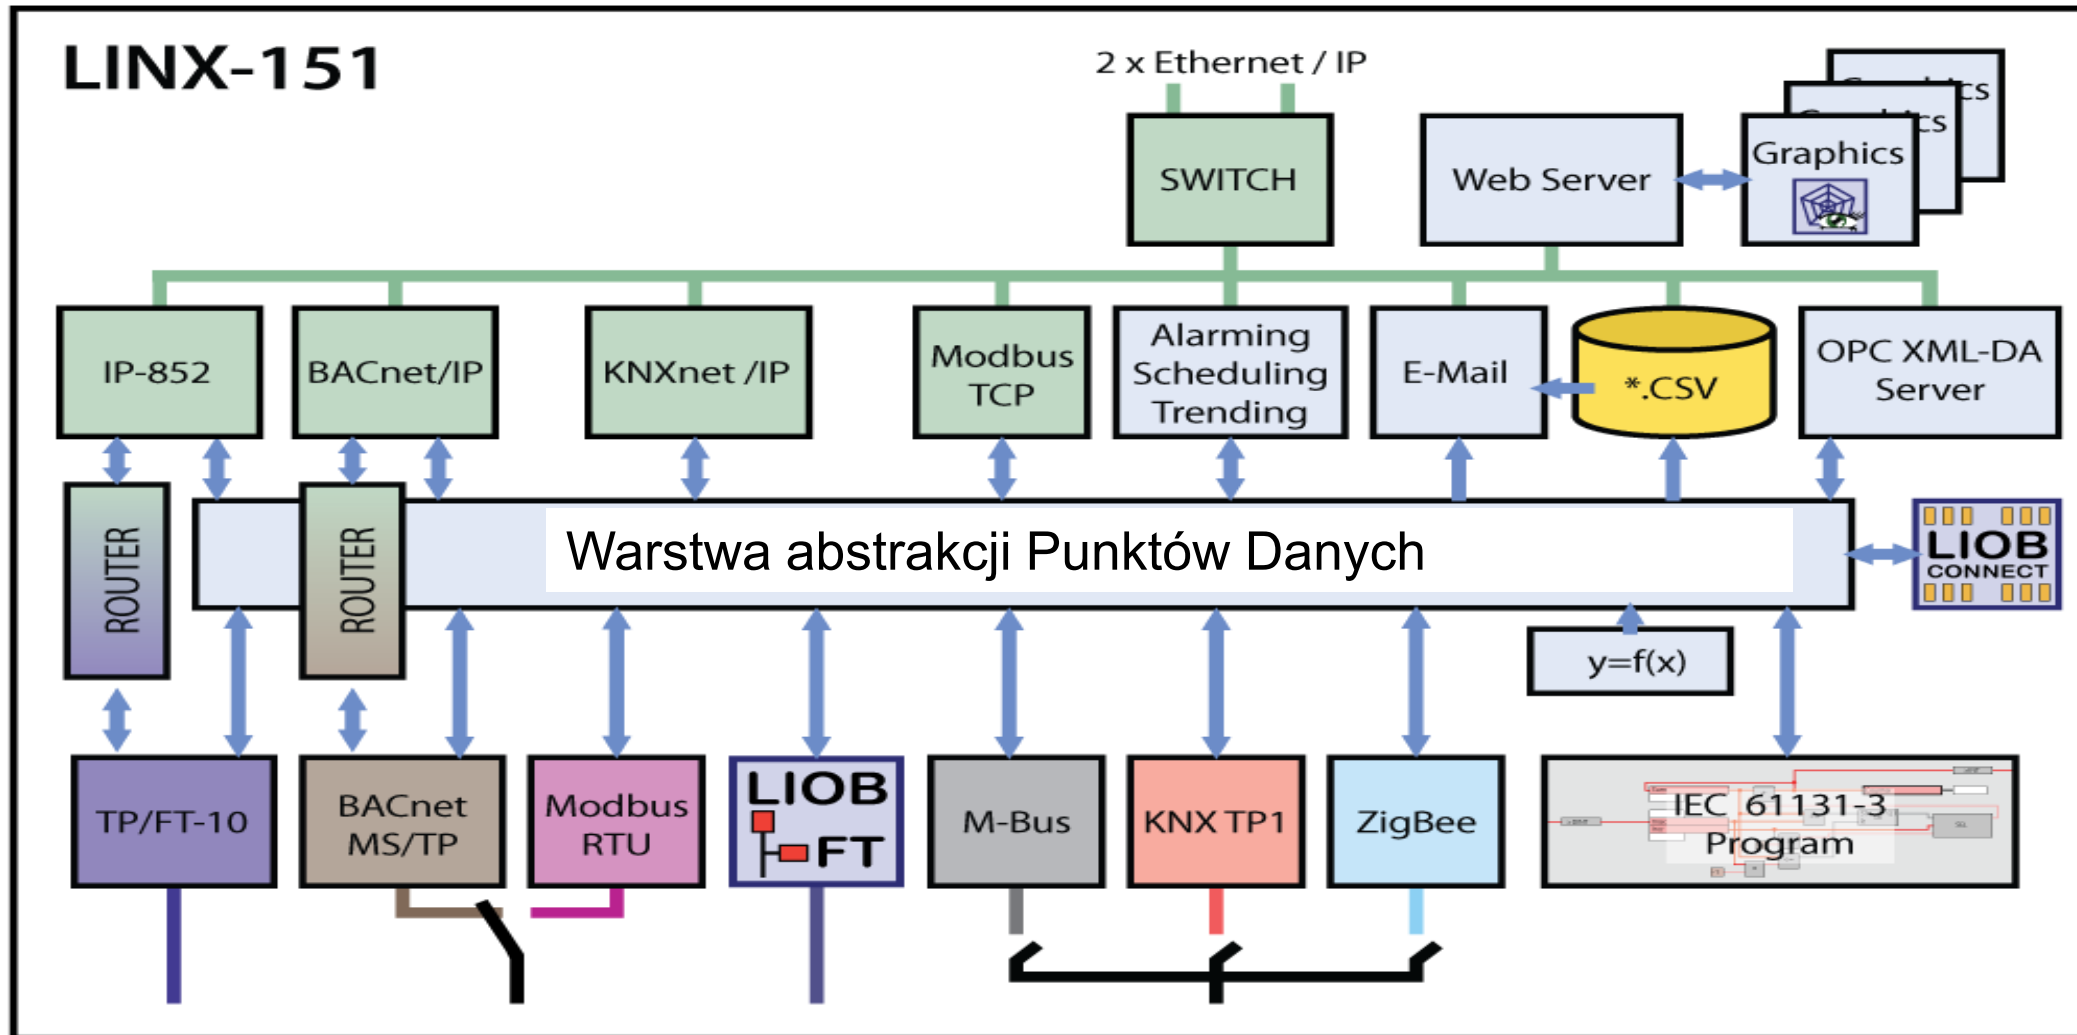 LINX-151
2 x Ethernet / IP
SWITCH
Web Server
Graphics
cs
cs
IP-852
BACnet/IP
KNXnet /IP
Modbus
TCP
Alarming
Scheduling
Trending
E-Mail
*.CSV
OPC XML-DA
Server
ROUTER
ROUTER
Warstwa abstrakcji Punktów Danych
LIOB
CONNECT
y=f(x)
TP/FT-10
BACnet
MS/TP
Modbus
RTU
LIOB
FT
M-Bus
KNX TP1
ZigBee
IEC 61131-3
Program